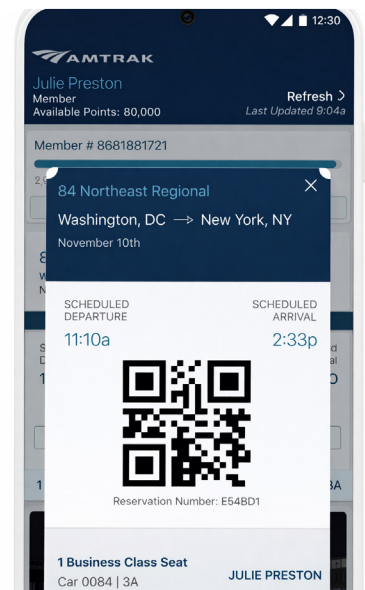 12:30
AMTRAK
Julie Preston
Member
Available Points: 80,000
Refresh >
Last Updated 9:04a
Member # 8681881721
84 Northeast Regional
Washington, DC → New York, NY
November 10th
SCHEDULED
DEPARTURE
SCHEDULED
ARRIVAL
11:10a
2:33p
Reservation Number: E54BD1
1 Business Class Seat
Car 0084 | 3A
JULIE PRESTON